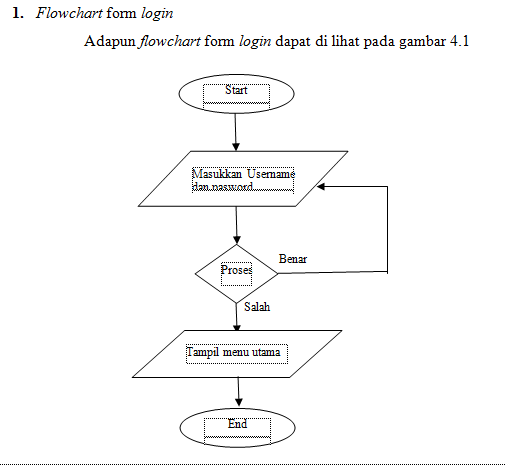 1. Flowchart form login
Adapun flowchart form login dapat di lihat pada gambar 4.1
Start
Masukkan Username
dan pasword
Benar
Proses
Salah
Tampil menu utama
End